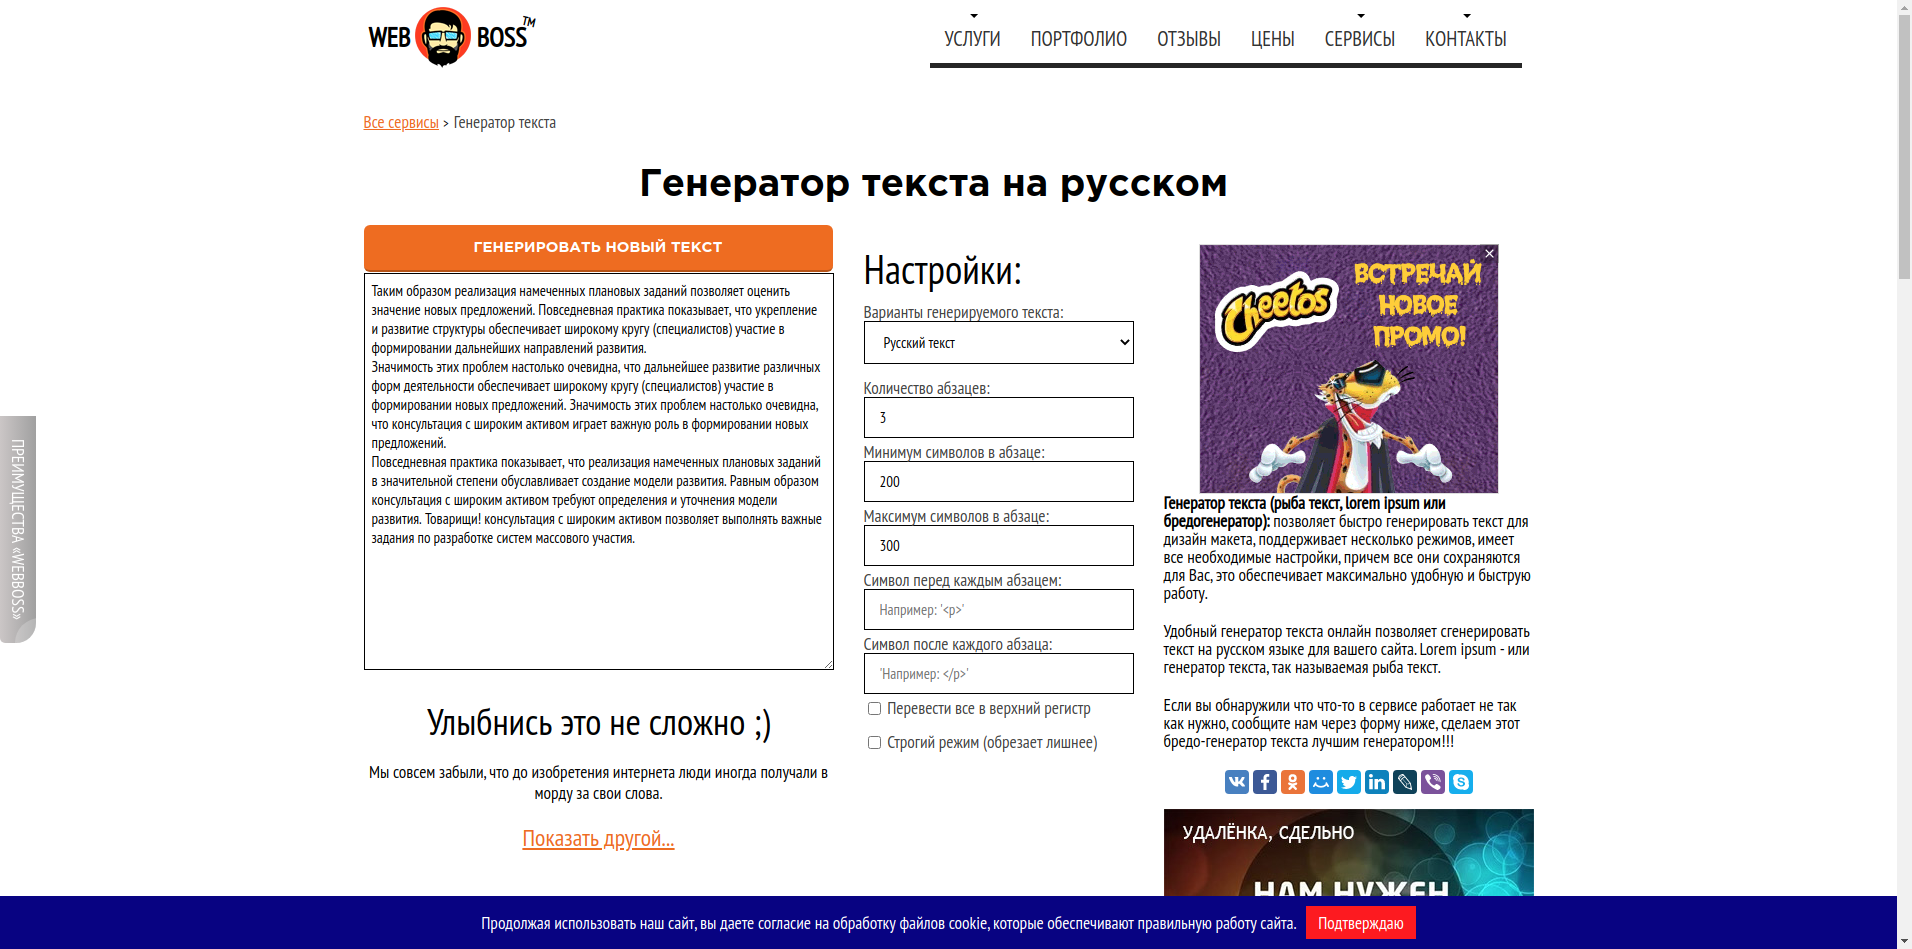 WEB BOSS™
УСЛУГИ ПОРТФОЛИО ОТЗЫВЫ ЦЕНЫ СЕРВИСЫ КОНТАКТЫ
Все сервисы > Генератор текста
Генератор текста на русском
ГЕНЕРИРОВАТЬ НОВЫЙ ТЕКСТ
Таким образом реализация намеченных плановых заданий позволяет оценить
значение новых предложений. Повседневная практика показывает, что укрепление
и развитие структуры обеспечивает широкому кругу (специалистов) участие в
формировании дальнейших направлений развития.
Значимость этих проблем настолько очевидна, что дальнейшее развитие различных
форм деятельности обеспечивает широкому кругу (специалистов) участие в
формировании новых предложений. Значимость этих проблем настолько очевидна,
что консультация с широким активом играет важную роль в формировании новых
предложений.
Повседневная практика показывает, что реализация намеченных плановых заданий
в значительной степени обуславливает создание модели развития. Равным образом
консультация с широким активом требуют определения и уточнения модели
развития. Товарищи! консультация с широким активом позволяет выполнять важные
задания по разработке систем массового участия.
Улыбнись это не сложно ;)
Мы совсем забыли, что до изобретения интернета люди иногда получали в
морду за свои слова.
Показать другой...
Настройки:
Варианты генерируемого текста:
Русский текст
Количество абзацев:
3
Минимум символов в абзаце:
200
Максимум символов в абзаце:
300
Символ перед каждым абзацем:
Например: '<p>'
Символ после каждого абзаца:
'Например: </p>'
Перевести все в верхний регистр
Строгий режим (обрезает лишнее)
Cheetos
ВСТРЕЧАЙ
НОВОЕ
ПРОМО!
Генератор текста (рыба текст, lorem ipsum или
бредогенератор): позволяет быстро генерировать текст для
дизайн макета, поддерживает несколько режимов, имеет
все необходимые настройки, причем все они сохраняются
для Вас, это обеспечивает максимально удобную и быструю
работу.
Удобный генератор текста онлайн позволяет сгенерировать
текст на русском языке для вашего сайта. Lorem ipsum - или
генератор текста, так называемая рыба текст.
Если вы обнаружили что что-то в сервисе работает не так
как нужно, сообщите нам через форму ниже, сделаем этот
бредо-генератор текста лучшим генератором!!!
УДАЛЁНКА, СДЕЛЬНО
НАМ НУЖЕН
ПРЕИМУЩЕСТВА «WEBBOSS»
Продолжая использовать наш сайт, вы даете согласие на обработку файлов cookie, которые обеспечивают правильную работу сайта. Подтверждаю